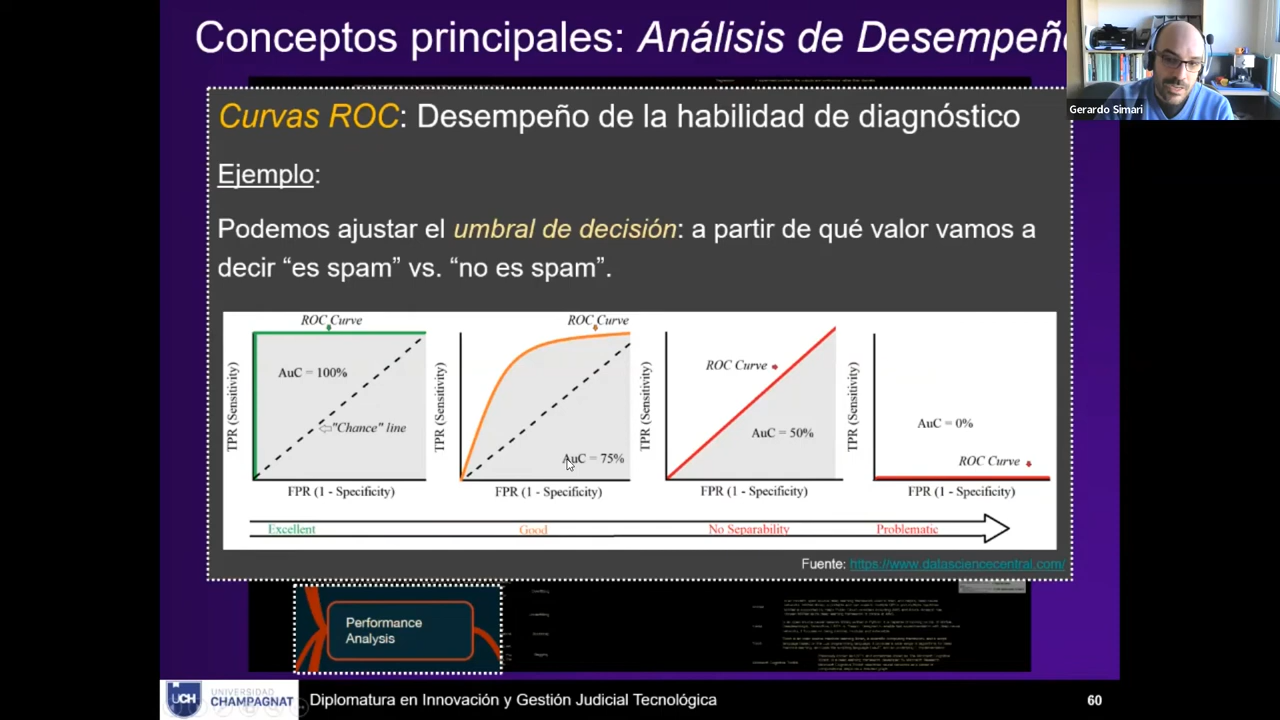 Conceptos principales: Análisis de Desempeño
Gerardo Simari
Curvas ROC: Desempeño de la habilidad de diagnóstico
Ejemplo:
Podemos ajustar el umbral de decisión: a partir de qué valor vamos a
decir “es spam” vs. “no es spam”.
ROC Curve
AuC = 100%
"Chance" line
TPR (Sensitivity)
FPR (1 - Specificity)
Excellent
ROC Curve
AuC = 75%
TPR (Sensitivity)
FPR (1 - Specificity)
Good
ROC Curve
AuC = 50%
TPR (Sensitivity)
FPR (1 - Specificity)
No Separability
AuC = 0%
ROC Curve
TPR (Sensitivity)
FPR (1 - Specificity)
Problematic
Fuente: https://www.datasciencecentral.com/
Performance
Analysis
UCH
UNIVERSIDAD
CHAMPAGNAT
Diplomatura en Innovación y Gestión Judicial Tecnológica
60